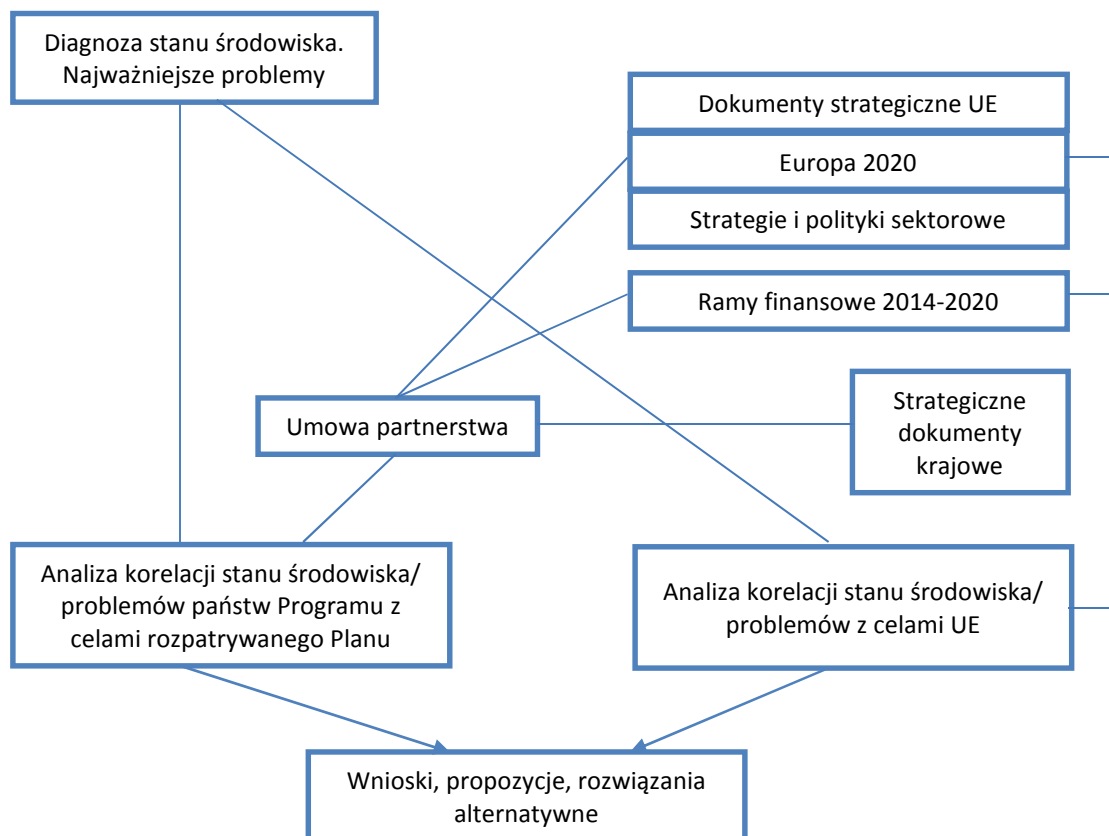 Diagnoza stanu środowiska.
Najważniejsze problemy
Dokumenty strategiczne UE
Europa 2020
Strategie i polityki sektorowe
Ramy finansowe 2014-2020
Umowa partnerstwa
Strategiczne
dokumenty
krajowe
Analiza korelacji stanu środowiska/
problemów państw Programu z
celami rozpatrywanego Planu
Analiza korelacji stanu środowiska/
problemów z celami UE
Wnioski, propozycje, rozwiązania
alternatywne